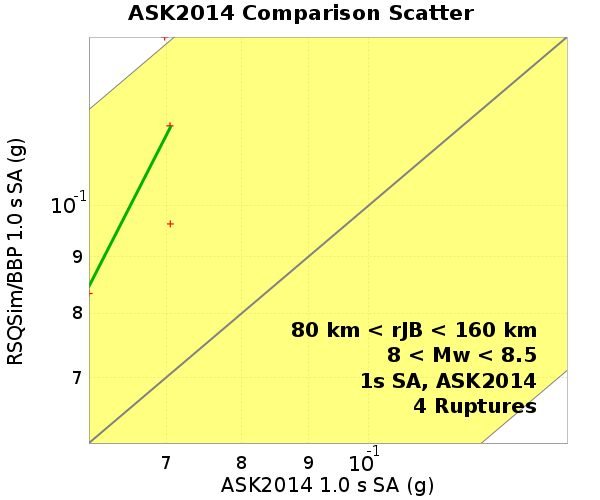 ASK2014 Comparison Scatter
RSQSim/BBP 1.0 s SA (g)
10-1
9
8
7
80 km < rJB < 160 km
8 < Mw < 8.5
1s SA, ASK2014
4 Ruptures
7 8 9 10-1
ASK2014 1.0 s SA (g)